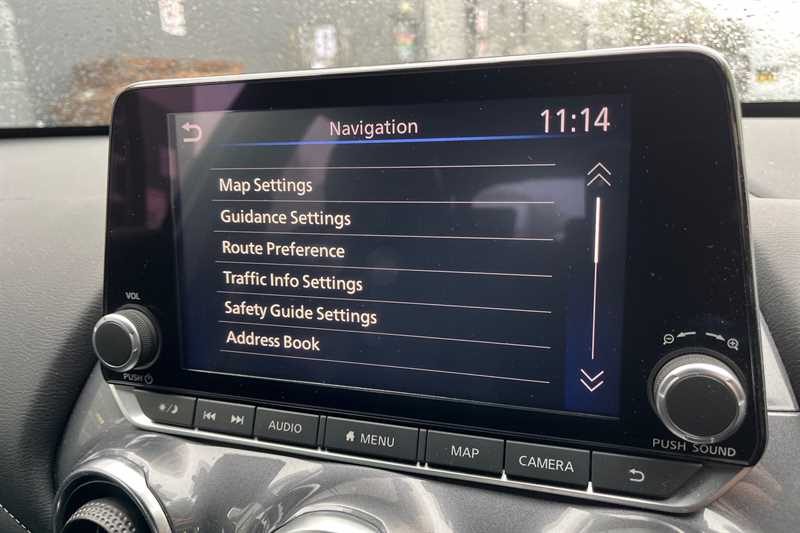 Navigation
11:14
Map Settings
Guidance Settings
Route Preference
Traffic Info Settings
Safety Guide Settings
Address Book
VOL
PUSH
AUDIO
MENU
MAP
CAMERA
PUSH SOUND